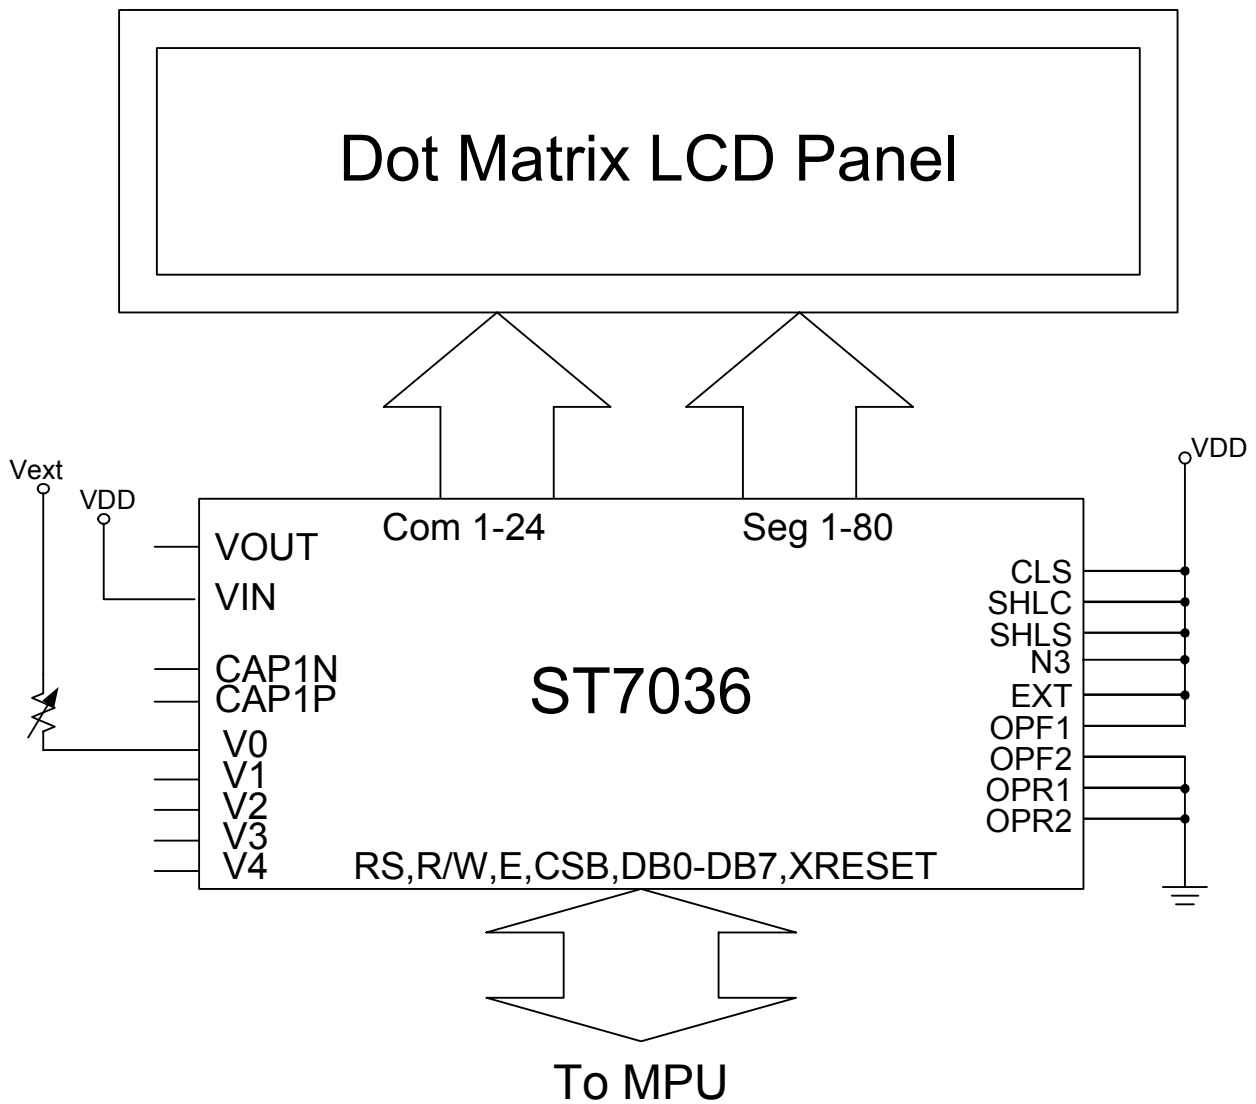 Dot Matrix LCD Panel
Vext
VDD
VDD
Com 1-24
Seg 1-80
VOUT
VIN
CAP1N
CAP1P
V0
V1
V2
V3
V4
ST7036
CLS
SHLC
SHLS
N3
EXT
OPF1
OPF2
OPR1
OPR2
RS,R/W,E,CSB,DB0-DB7,XRESET
To MPU